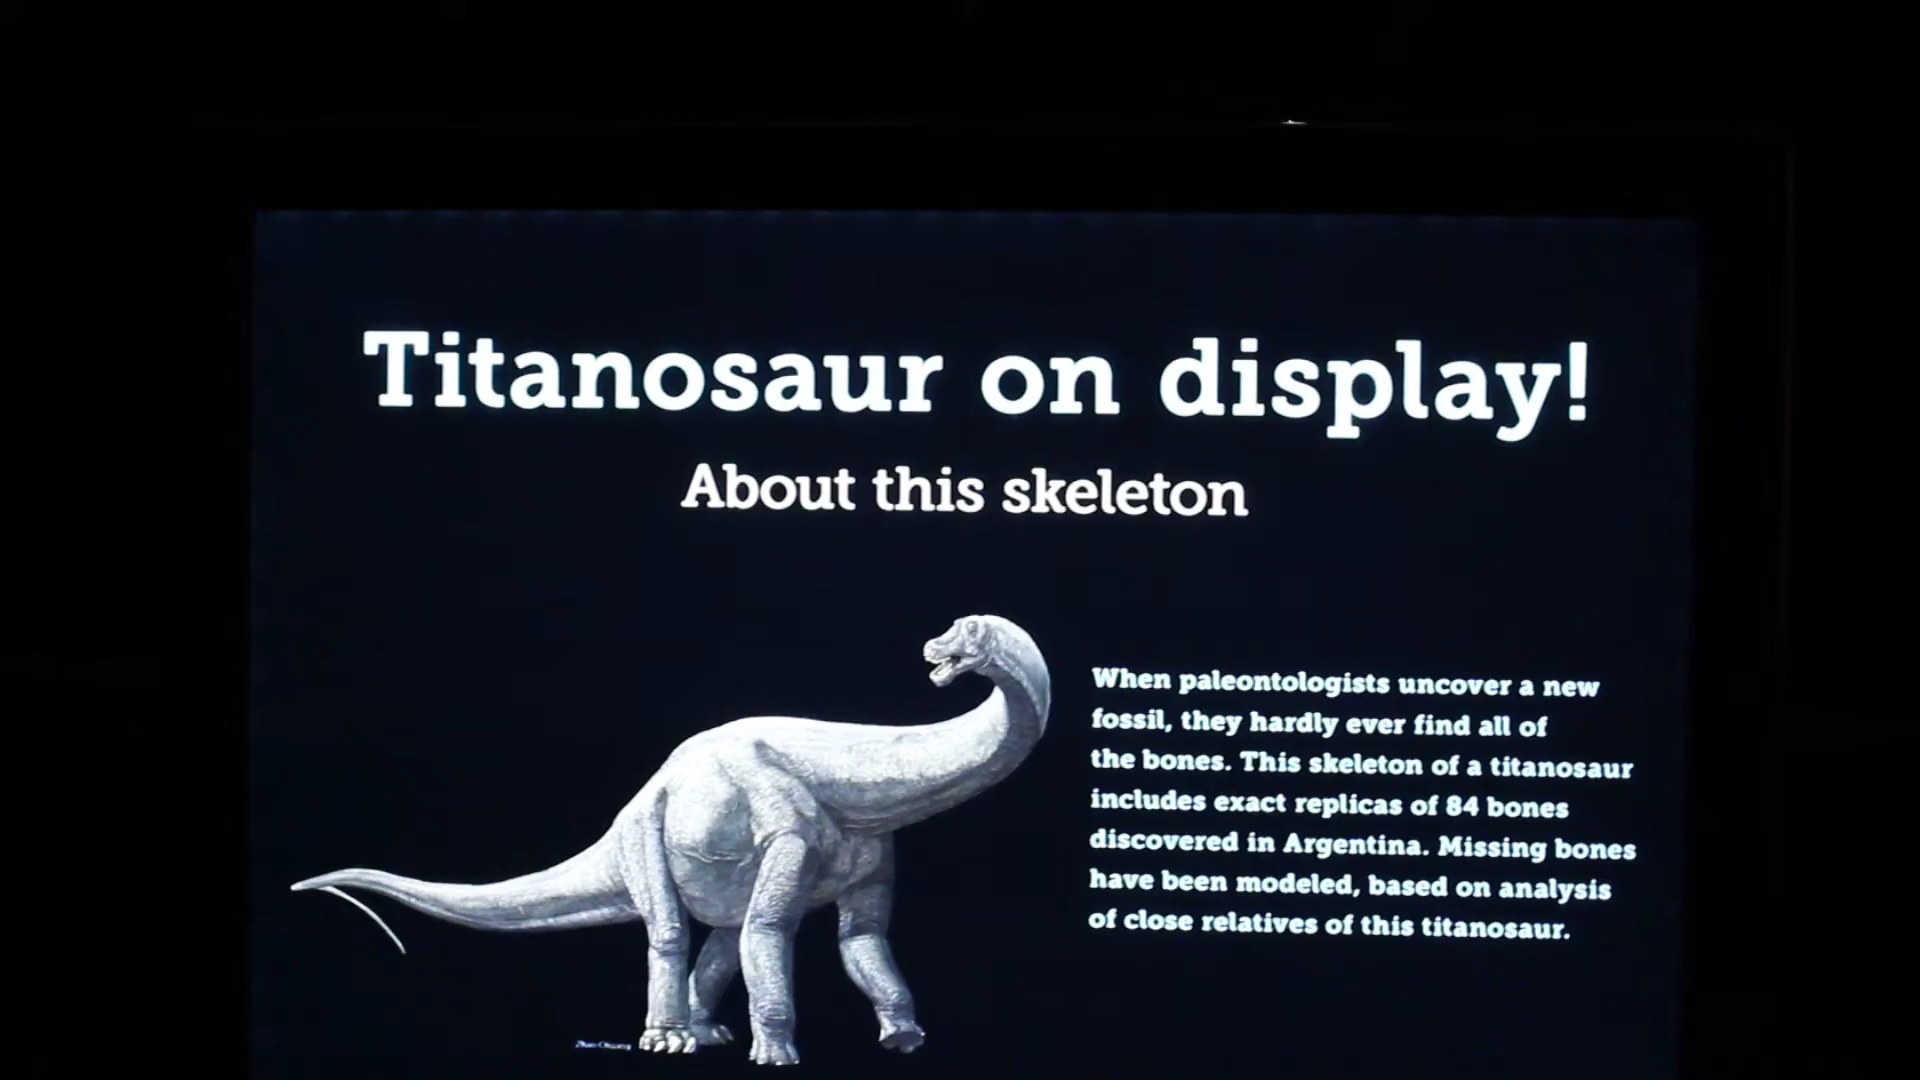 Titanosaur on display!
About this skeleton
When paleontologists uncover a new
fossil, they hardly ever find all of
the bones. This skeleton of a titanosaur
includes exact replicas of 84 bones
discovered in Argentina. Missing bones
have been modeled, based on analysis
of close relatives of this titanosaur.